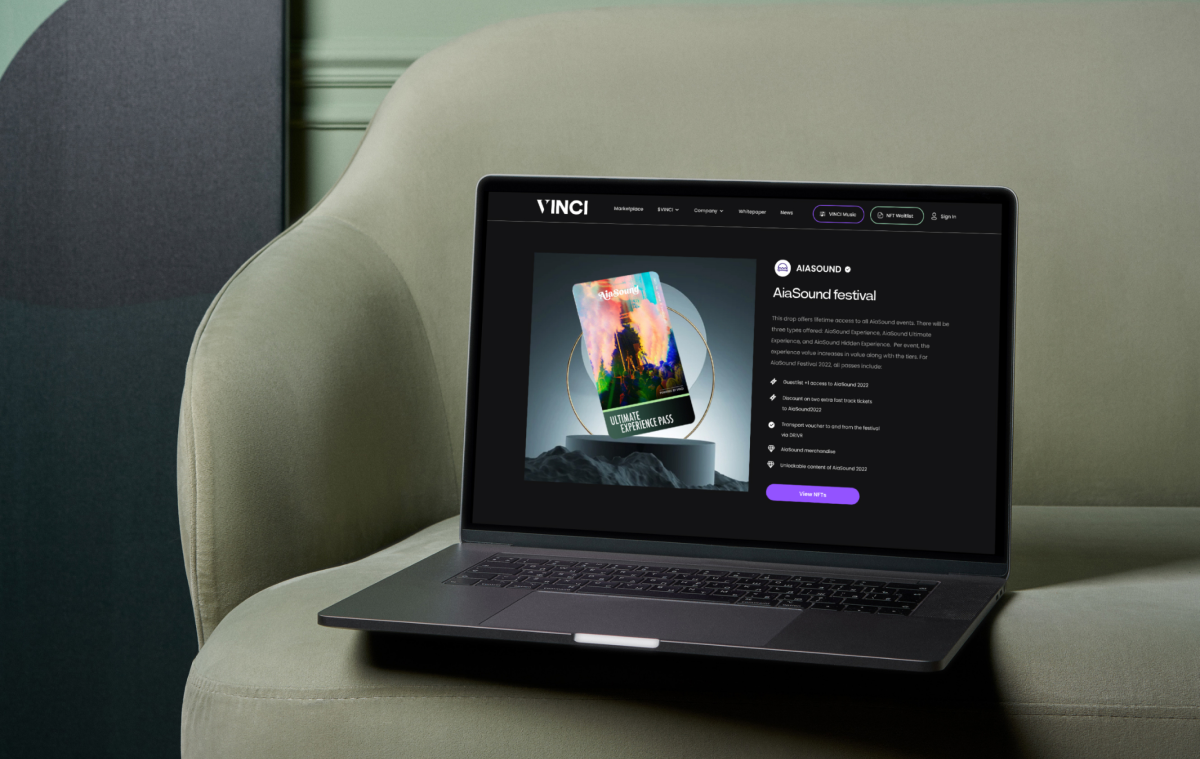 VINCI
Marketplace
$VINCI
Company
Whitepaper
News
VINCI Music
NFT Waitlist
Sign In
AiaSound
ULTIMATE
EXPERIENCE PASS
AIASOUND
AiaSound festival
This drop offers lifetime access to all AiaSound events. There will be
three types offered: AiaSound Experience, AiaSound Ultimate
Experience, and AiaSound Hidden Experience. Per event, the
experience value increases in value along with the tiers. For
AiaSound Festival 2022, all passes include:
Guestlist +1 access to AiaSound 2022
Discount on two extra fast track tickets
to AiaSound2022
Transport voucher to and from the festival
via
AiaSound merchandise
Unlockable content of AiaSound 2022
View NFTs